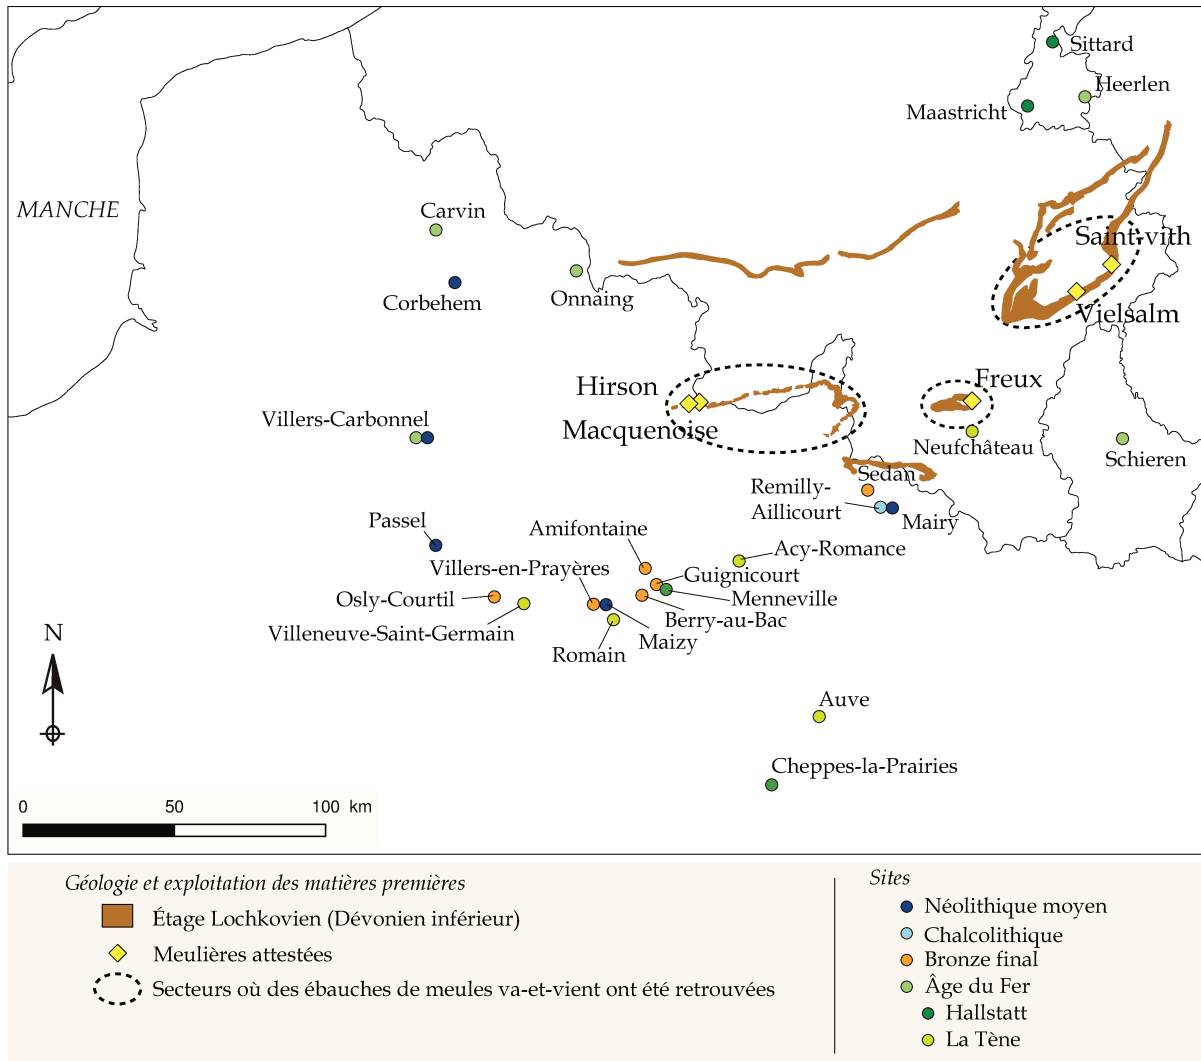 Sittard
Heerlen
Maastricht
MANCHE
Carvin
Saint-vith
Corbehem
Onnaing
Vielsalm
Hirson
Freux
Macquenoise
Villers-Carbonnel
Neufchâteau
Schieren
Sedan
Remilly-
Aillicourt
Mairy
Passel
Amifontaine
Acy-Romance
Villers-en-Prayères
Guignicourt
Osly-Courtil
Menneville
Berry-au-Bac
Villeneuve-Saint-Germain
Maizy
Romain
N
Auve
Cheppes-la-Prairies
0 50 100 km
Géologie et exploitation des matières premières
Étage Lochkovien (Dévonien inférieur)
Meulières attestées
Secteurs où des ébauches de meules va-et-vient ont été retrouvées
Sites
Néolithique moyen
Chalcolithique
Bronze final
Âge du Fer
Hallstatt
La Tène